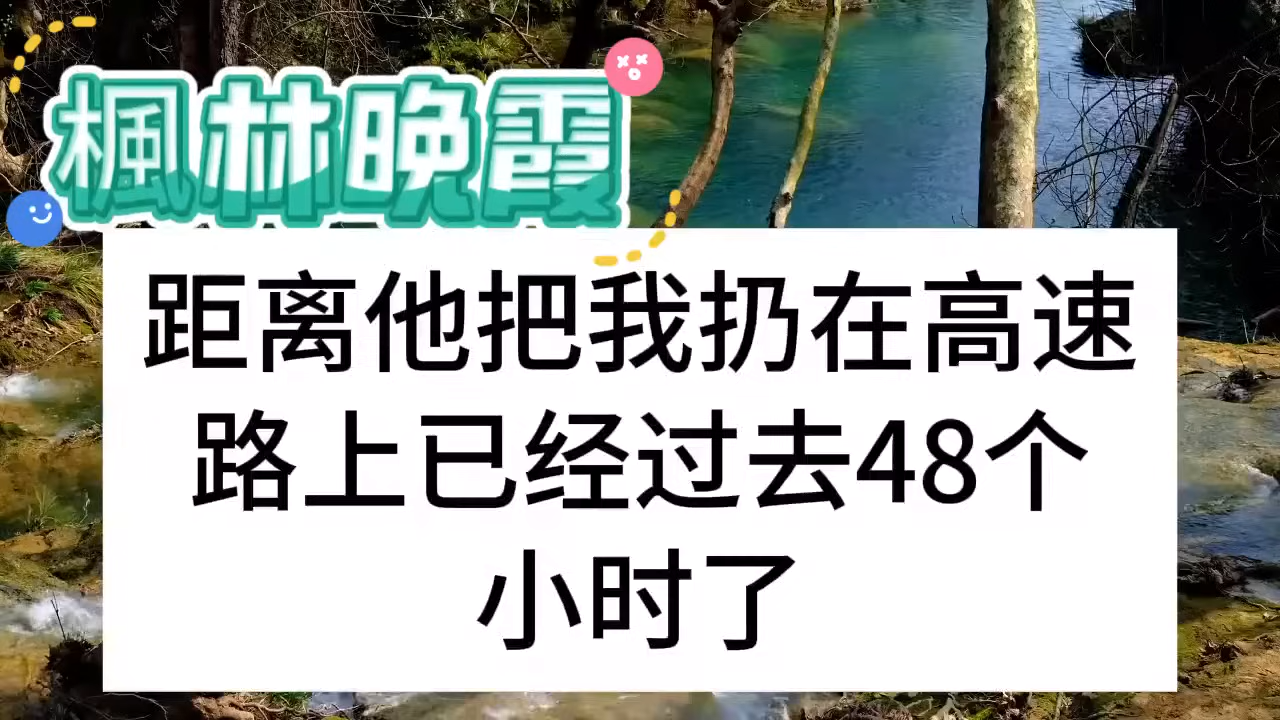 楓林晚霞
距离他把我扔在高速
路上已经过去48个
小时了